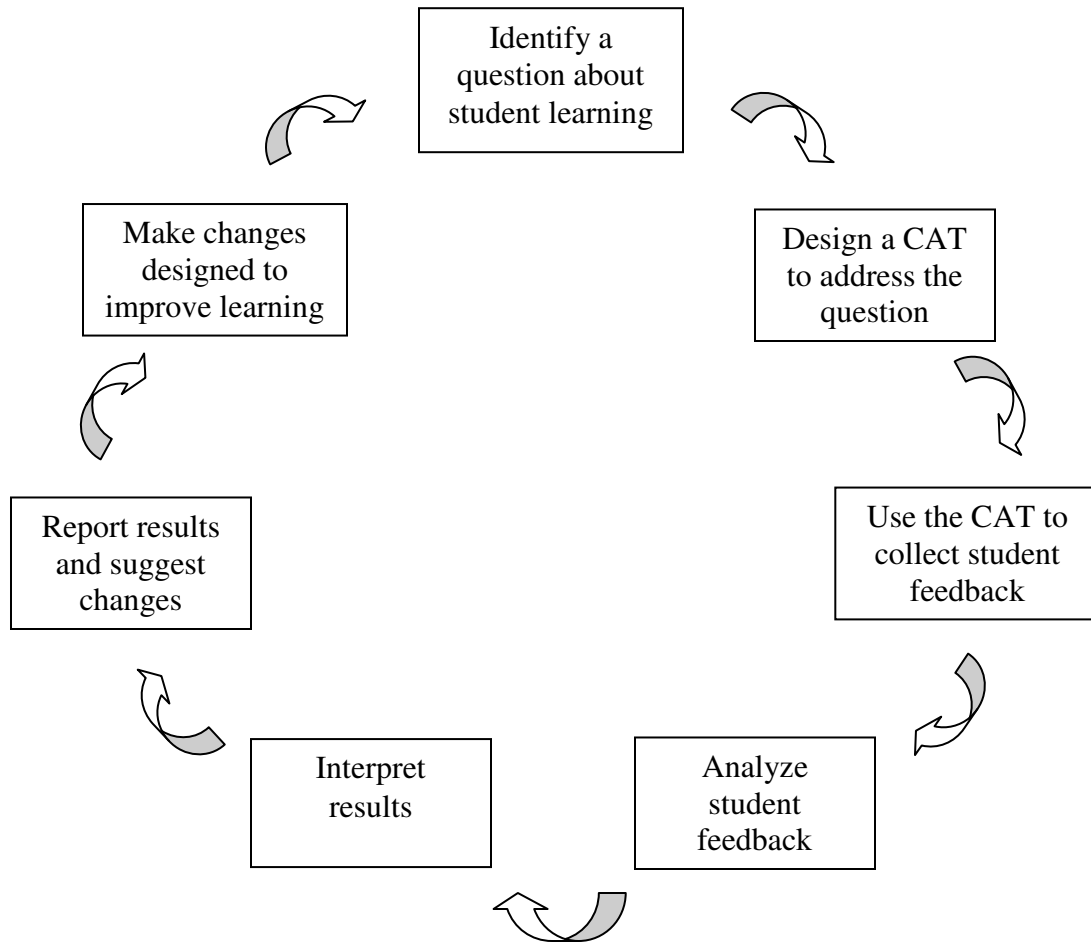 Identify a
question about
student learning
Design a CAT
to address the
question
Use the CAT to
collect student
feedback
Analyze
student
feedback
Interpret
results
Report results
and suggest
changes
Make changes
designed to
improve learning